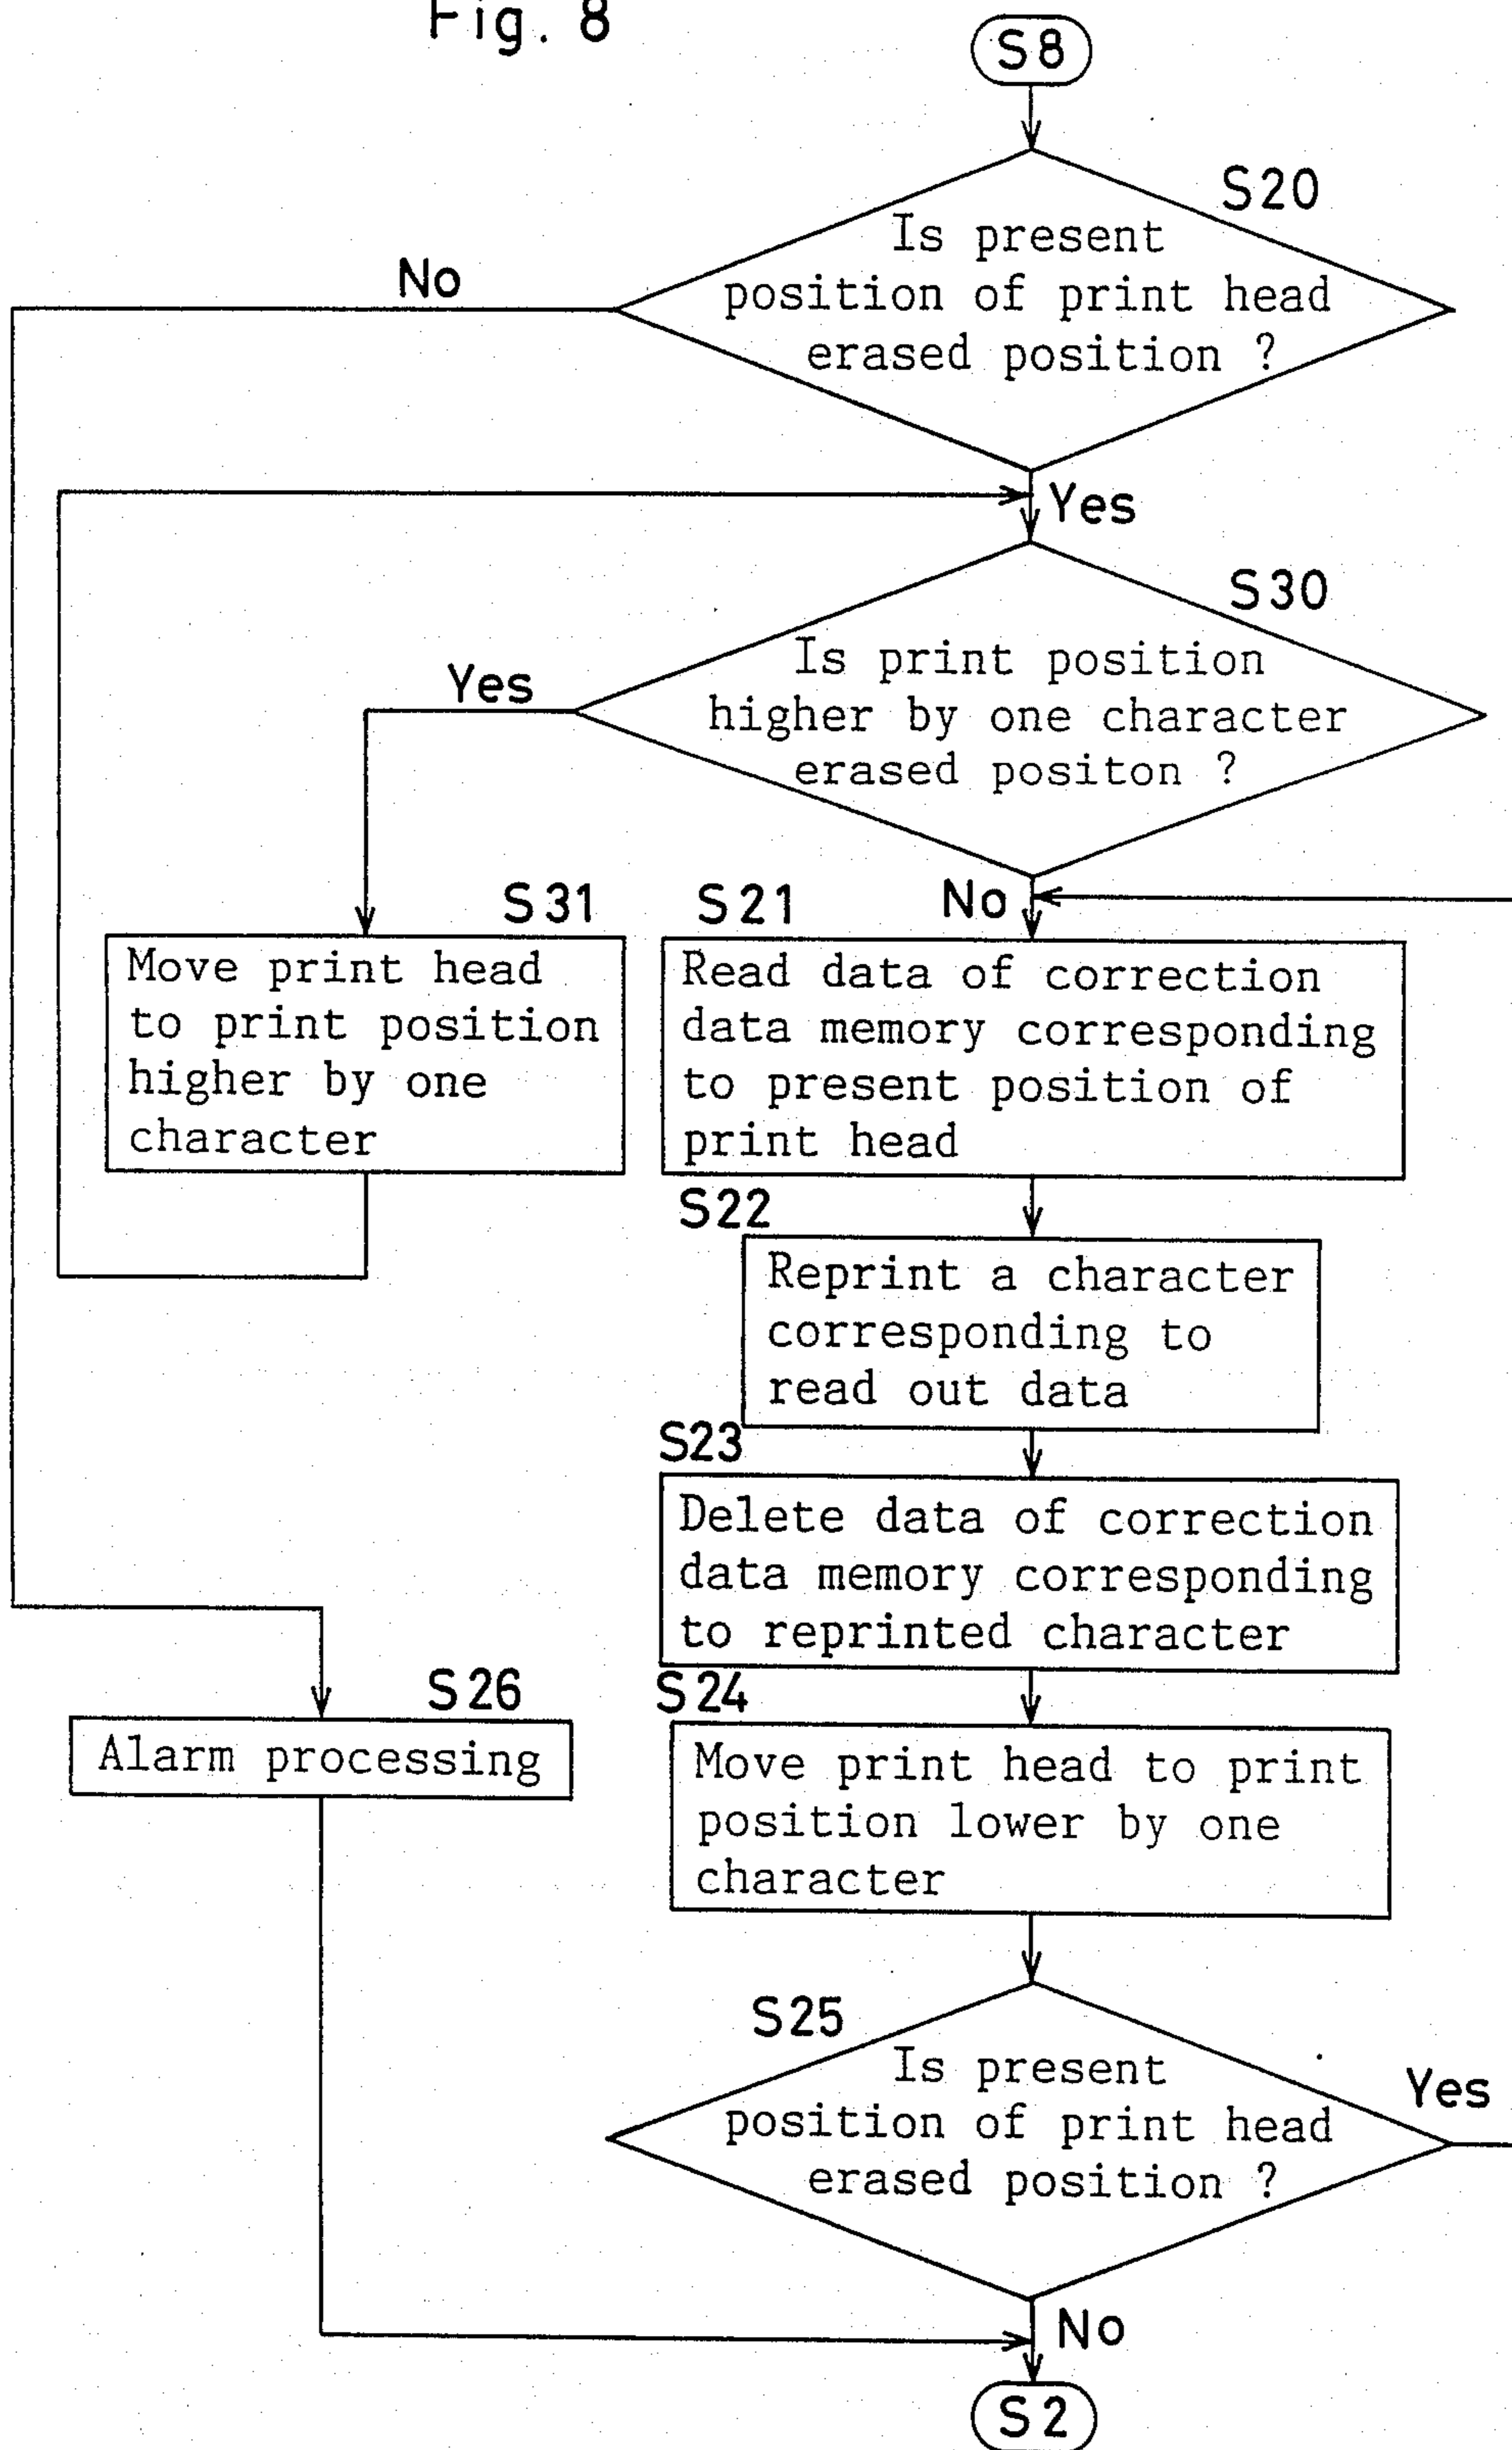 Fig. 8
S8
S20
Is present
position of print head
erased position ?
No
Yes
S30
Is print position
higher by one character
erased positon ?
Yes
No
S31
Move print head
to print position
higher by one
character
S21
Read data of correction
data memory corresponding
to present position of
print head
S22
Reprint a character
corresponding to
read out data
S23
Delete data of correction
data memory corresponding
to reprinted character
S26
Alarm processing
S24
Move print head to print
position lower by one
character
S25
Is present
position of print head
erased position ?
Yes
No
S2